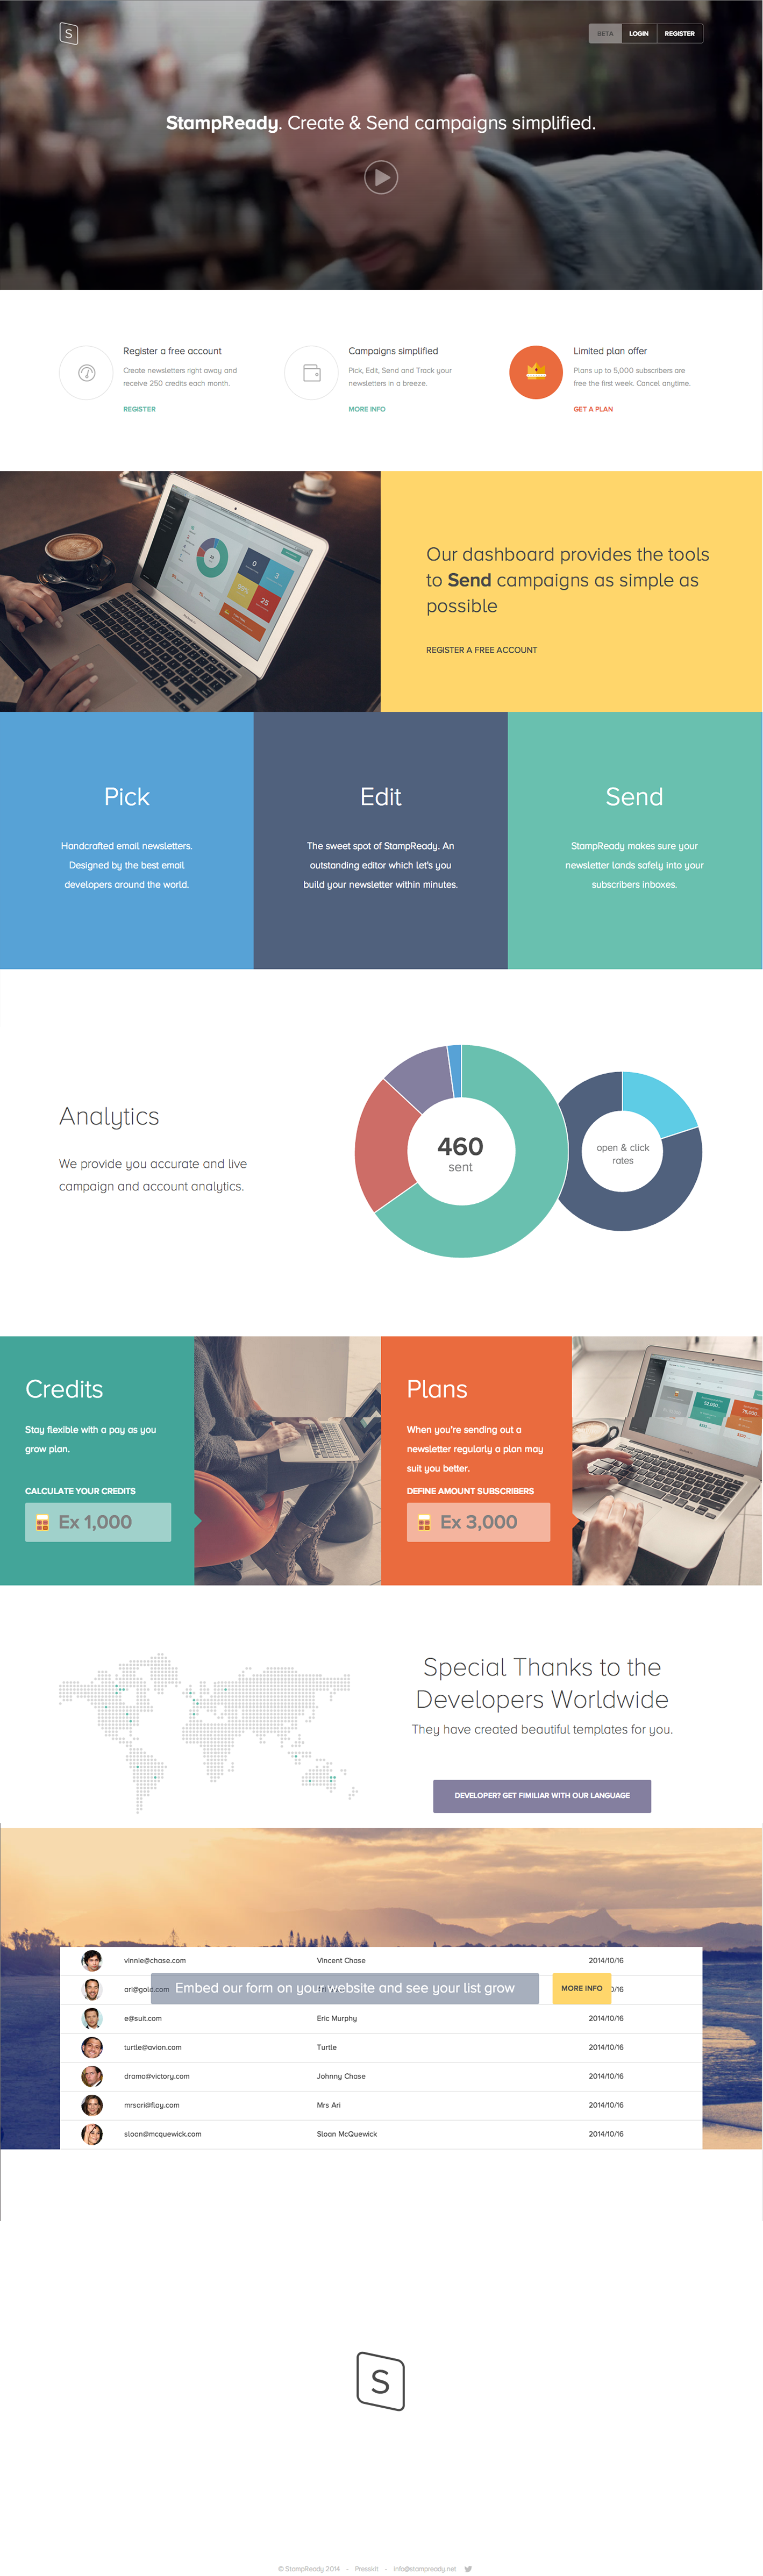 S
BETA LOGIN REGISTER
StampReady. Create & Send campaigns simplified.
Register a free account
Create newsletters right away and
receive 250 credits each month.
REGISTER
Campaigns simplified
Pick, Edit, Send and Track your
newsletters in a breeze.
MORE INFO
Limited plan offer
Plans up to 5,000 subscribers are
free the first week. Cancel anytime.
GET A PLAN
Our dashboard provides the tools
to Send campaigns as simple as
possible
REGISTER A FREE ACCOUNT
Pick
Handcrafted email newsletters.
Designed by the best email
developers around the world.
Edit
The sweet spot of StampReady. An
outstanding editor which let's you
build your newsletter within minutes.
Send
StampReady makes sure your
newsletter lands safely into your
subscribers inboxes.
Analytics
We provide you accurate and live
campaign and account analytics.
460
sent
open & click
rates
Credits
Stay flexible with a pay as you
grow plan.
CALCULATE YOUR CREDITS
Ex 1,000
Plans
When you're sending out a
newsletter regularly a plan may
suit you better.
DEFINE AMOUNT SUBSCRIBERS
Ex 3,000
Special Thanks to the
Developers Worldwide
They have created beautiful templates for you.
DEVELOPER? GET FIMILIAR WITH OUR LANGUAGE
vinnie@chase.com Vincent Chase 2014/10/16
ari@gold.com
Embed our form on your website and see your list grow
MORE INFO
e@suit.com Eric Murphy 2014/10/16
turtle@avion.com Turtle 2014/10/16
drama@victory.com Johnny Chase 2014/10/16
mrsari@flay.com Mrs Ari 2014/10/16
sloan@mcquewick.com Sloan McQuewick 2014/10/16
S
© StampReady 2014 - Presskit - info@stampready.net